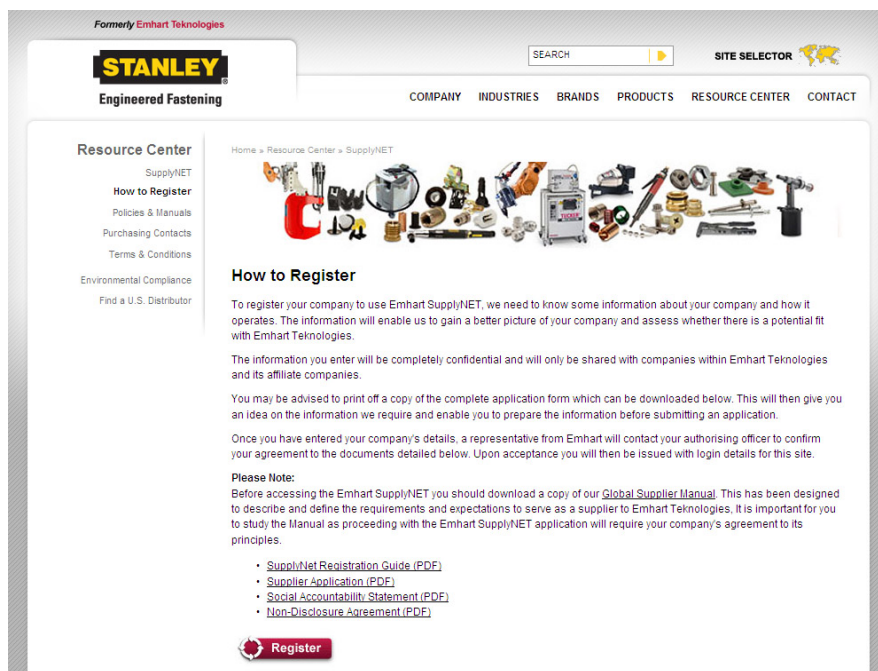 Formerly Emhart Teknologies
STANLEY
Engineered Fastening
SEARCH
SITE SELECTOR
COMPANY INDUSTRIES BRANDS PRODUCTS RESOURCE CENTER CONTACT
Resource Center
SupplyNET
How to Register
Policies & Manuals
Purchasing Contacts
Terms & Conditions
Environmental Compliance
Find a U.S. Distributor
Home » Resource Center » SupplyNET
TUCKER
How to Register
To register your company to use Emhart SupplyNET, we need to know some information about your company and how it
operates. The information will enable us to gain a better picture of your company and assess whether there is a potential fit
with Emhart Teknologies.
The information you enter will be completely confidential and will only be shared with companies within Emhart Teknologies
and its affiliate companies.
You may be advised to print off a copy of the complete application form which can be downloaded below. This will then give you
an idea on the information we require and enable you to prepare the information before submitting an application.
Once you have entered your company's details, a representative from Emhart will contact your authorising officer to confirm
your agreement to the documents detailed below. Upon acceptance you will then be issued with login details for this site.
Please Note:
Before accessing the Emhart SupplyNET you should download a copy of our Global Supplier Manual. This has been designed
to describe and define the requirements and expectations to serve as a supplier to Emhart Teknologies. It is important for you
to study the Manual as proceeding with the Emhart SupplyNET application will require your company's agreement to its
principles.
• SupplyNet Registration Guide (PDF)
• Supplier Application (PDF)
• Social Accountability Statement (PDF)
• Non-Disclosure Agreement (PDF)
Register